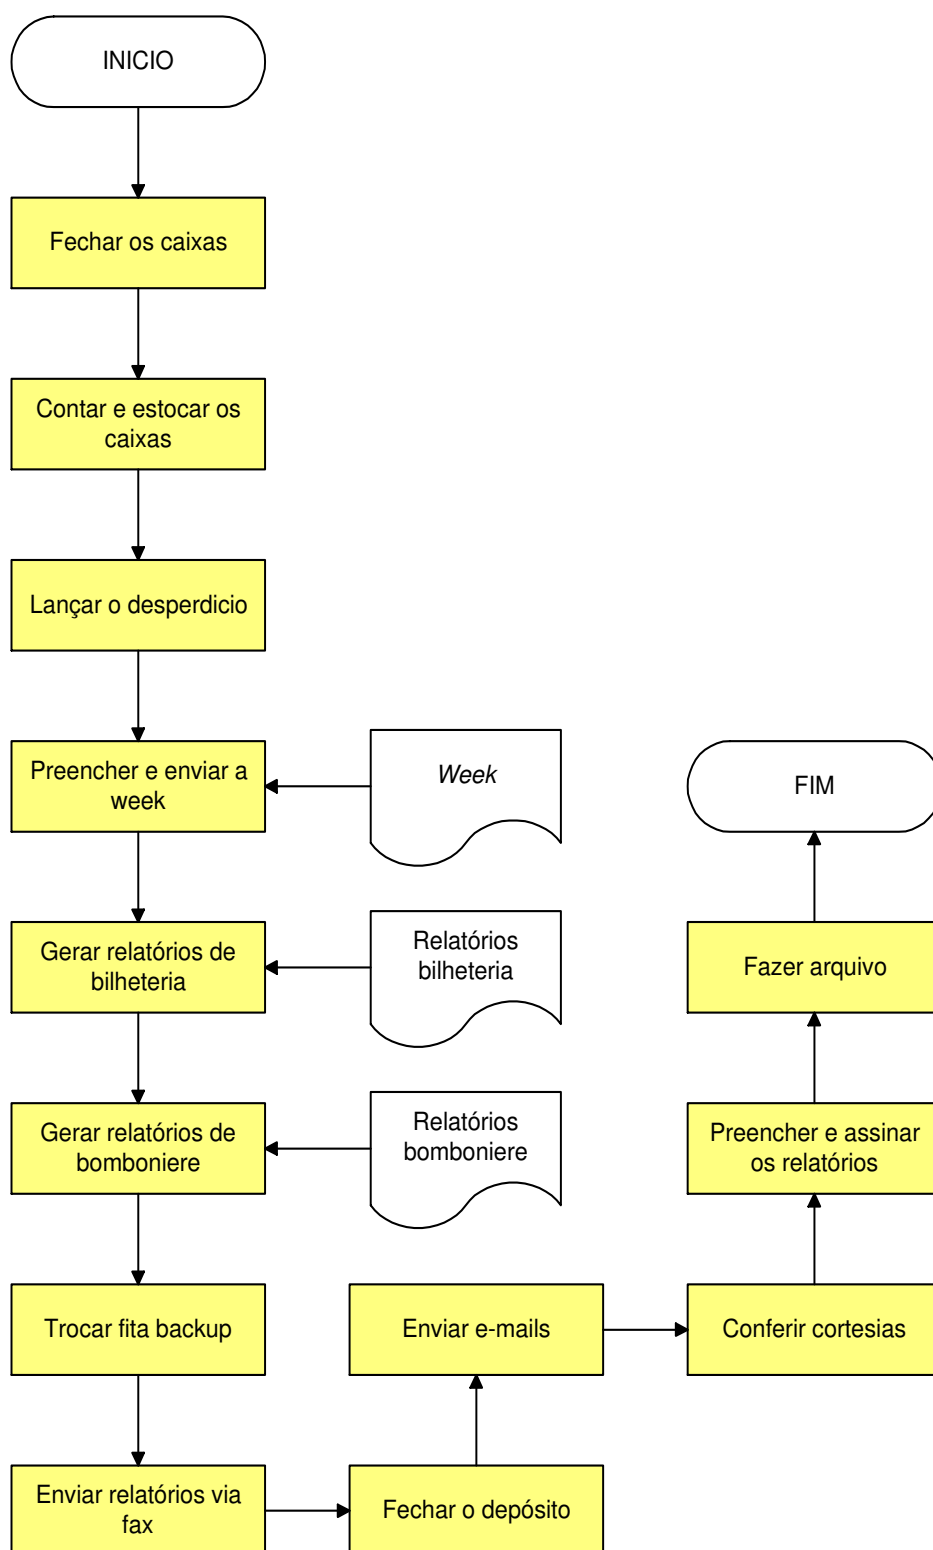 INICIO
Fechar os caixas
Contar e estocar os
caixas
Lançar o desperdicio
Preencher e enviar a
week
Week
Gerar relatórios de
bilheteria
Relatórios
bilheteria
Gerar relatórios de
bomboniere
Relatórios
bomboniere
Trocar fita backup
Enviar relatórios via
fax
Fechar o depósito
Enviar e-mails
Conferir cortesias
Preencher e assinar
os relatórios
Fazer arquivo
FIM